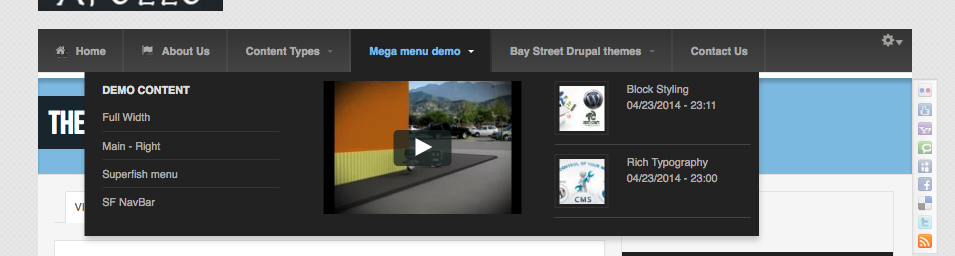 APOLLO
Home
About Us
Content Types
Mega menu demo
Bay Street Drupal themes
Contact Us
DEMO CONTENT
Full Width
Main - Right
Superfish menu
SF NavBar
Block Styling
04/23/2014 - 23:11
Rich Typography
04/23/2014 - 23:00
CMS
THE